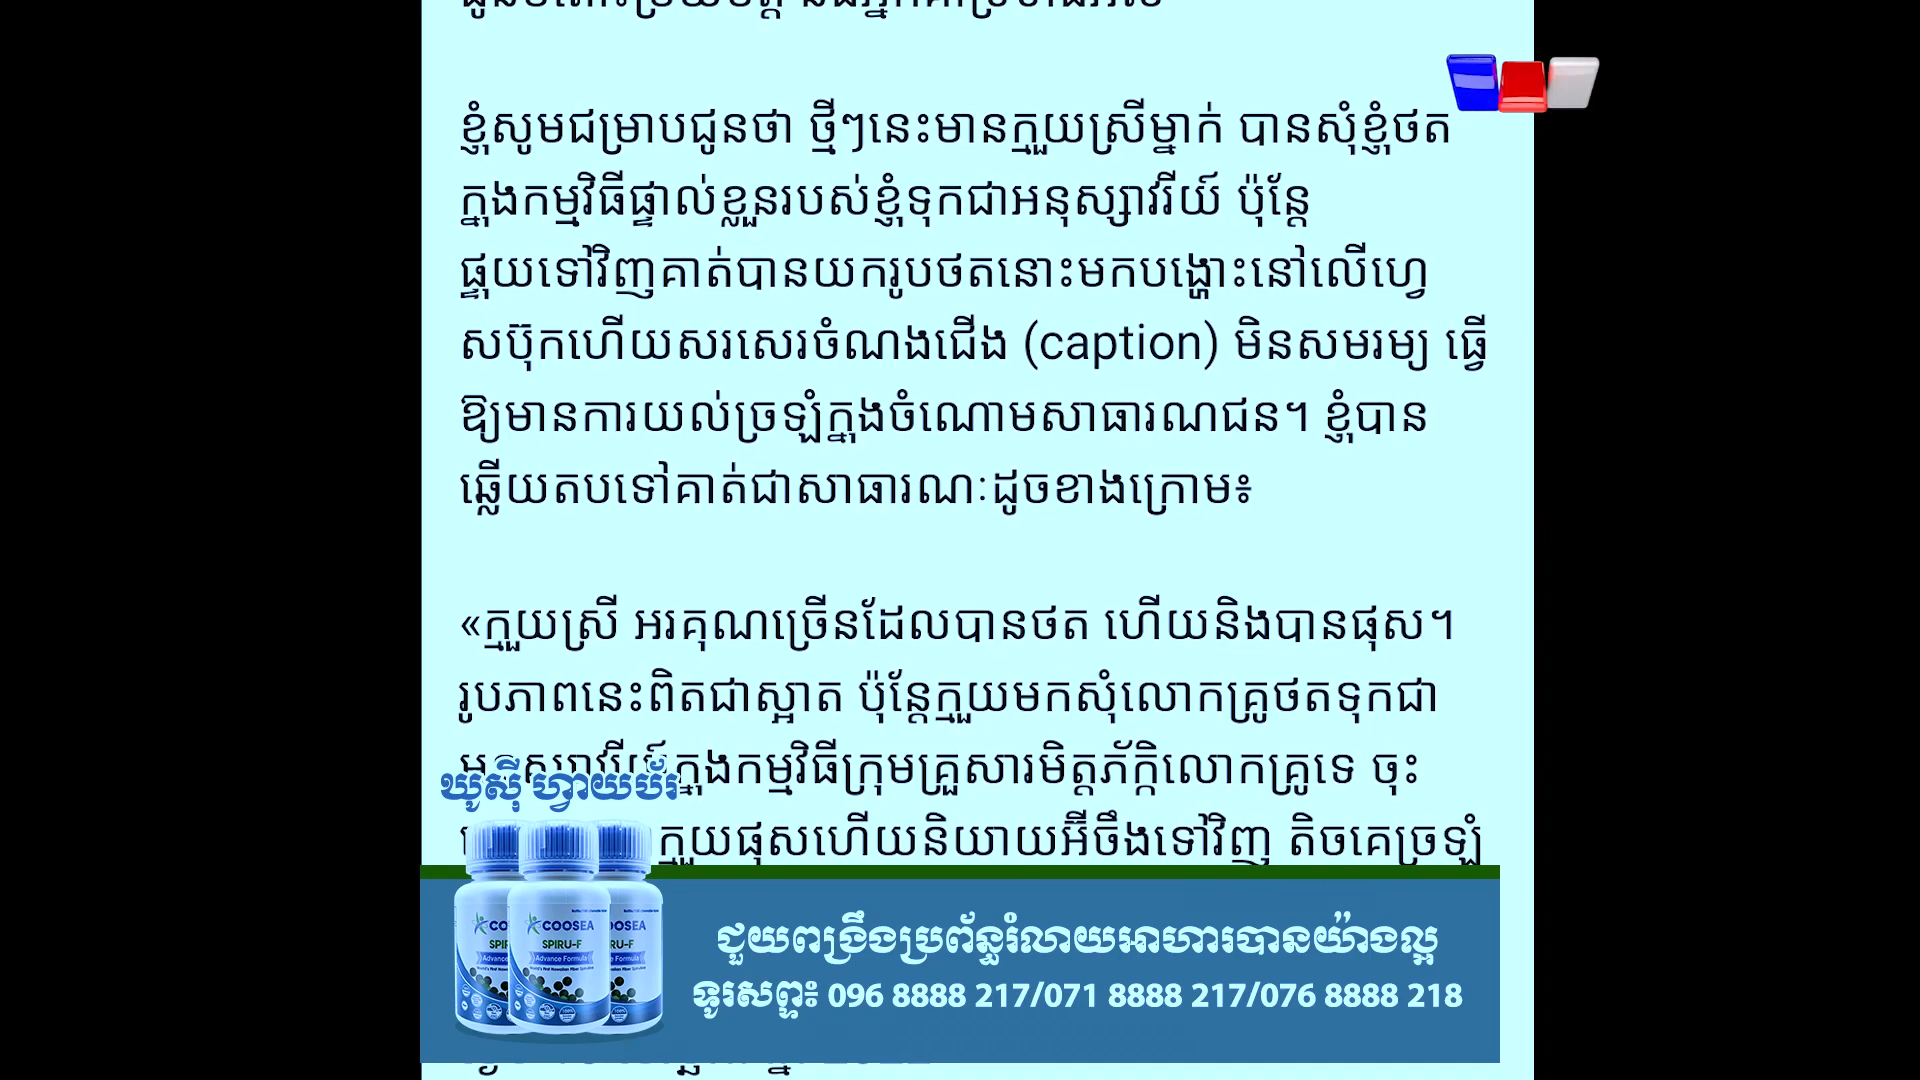 ខ្ញុំសូមជម្រាបជូនថា ថ្មីៗនេះមានក្មួយស្រីម្នាក់ បានសុំខ្ញុំថត
ក្នុងកម្មវិធីផ្ទាល់ខ្លួនរបស់ខ្ញុំទុកជាអនុស្សាវរីយ៍ ប៉ុន្តែ
ផ្ទុយទៅវិញគាត់បានយករូបថតនោះមកបង្ហោះនៅលើហ្វេ
សប៊ុកហើយសរសេរចំណងជើង (caption) មិនសមរម្យ ធ្វើ
ឱ្យមានការយល់ច្រឡំក្នុងចំណោមសាធារណជន។ ខ្ញុំបាន
ឆ្លើយតបទៅគាត់ជាសាធារណៈដូចខាងក្រោម៖
«ក្មួយស្រី អរគុណច្រើនដែលបានថត ហើយនិងបានផុស។
រូបភាពនេះពិតជាស្អាត ប៉ុន្តែក្មួយមកសុំលោកគ្រូថតទុកជា
ក្នុងកម្មវិធីក្រុមគ្រួសារមិត្តភ័ក្តិលោកគ្រូទេ ចុះ
ក្មួយផុសហើយនិយាយអ៊ីចឹងទៅវិញ តិចគេច្រឡំ
ឃូស៊ី ហ្វាយប័រ
COOSEA
SPIRU-F
Advance Formula
ជួយពង្រឹងប្រព័ន្ធរំលាយអាហារបានយ៉ាងល្អ
ទូរសព្ទ៖ 096 8888 217/071 8888 217/076 8888 218